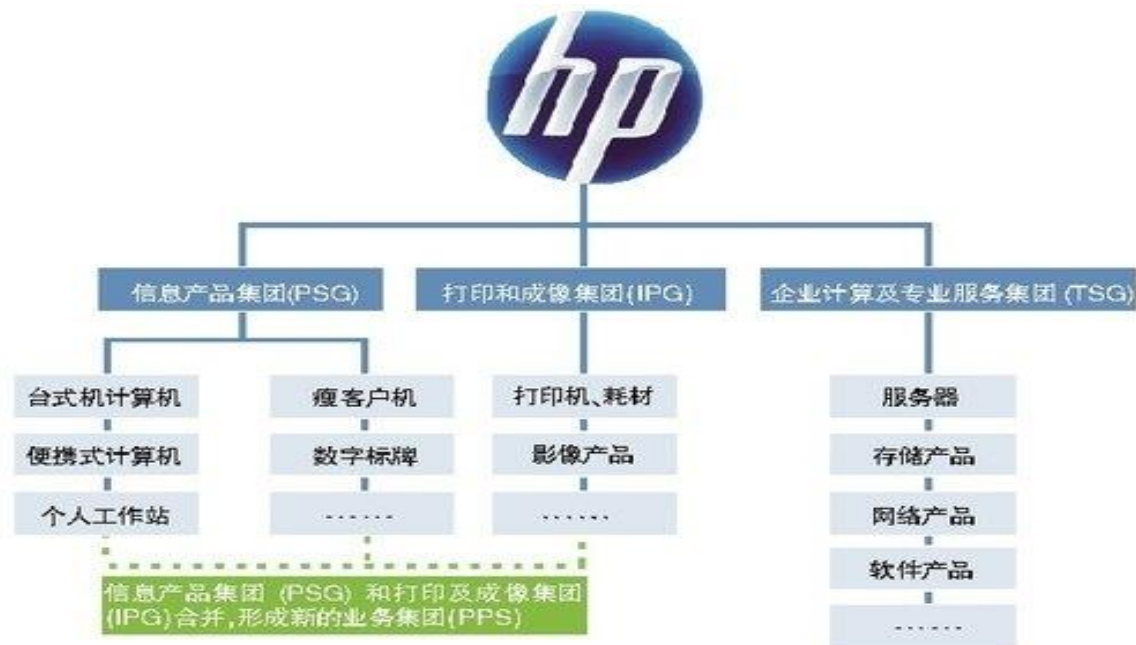 hp
信息产品集团(PSG)
打印和成像集团(IPG)
企业计算及专业服务集团 (TSG)
台式机计算机
便携式计算机
个人工作站
瘦客户机
数字标牌
......
打印机、耗材
影像产品
......
服务器
存储产品
网络产品
软件产品
......
信息产品集团 (PSG) 和打印及成像集团
(IPG)合并,形成新的业务集团(PPS)